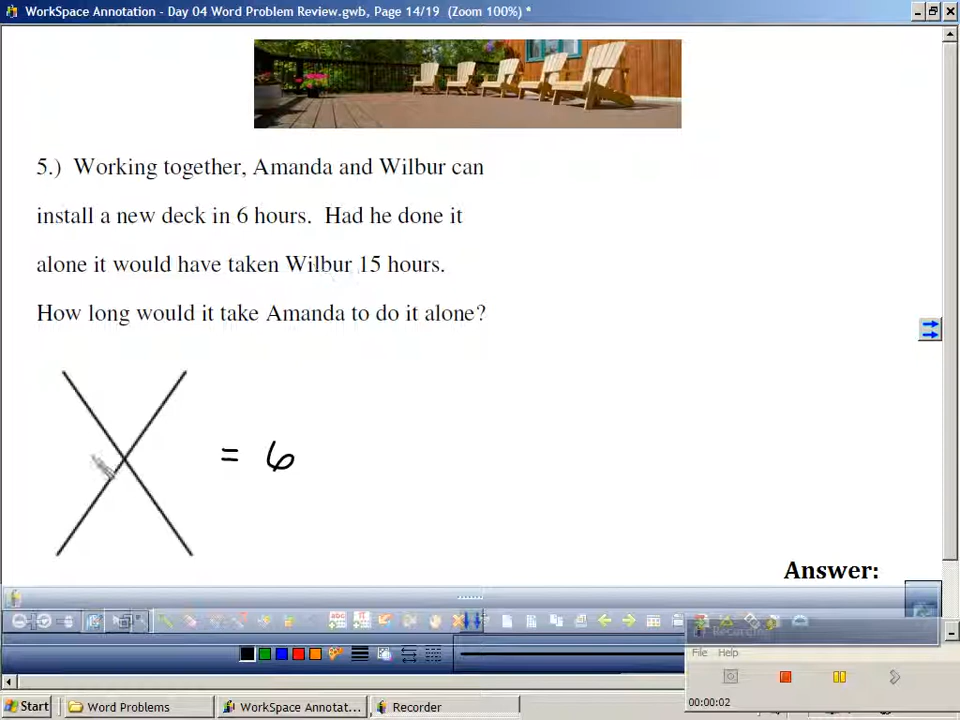 WorkSpace Annotation - Day 04 Word Problem Review.gwb, Page 14/19 (Zoom 100%) *
5.) Working together, Amanda and Wilbur can
install a new deck in 6 hours. Had he done it
alone it would have taken Wilbur 15 hours.
How long would it take Amanda to do it alone?
= 6
Answer:
Recording
File Help
00:00:02
Start
Word Problems
WorkSpace Annotat...
Recorder